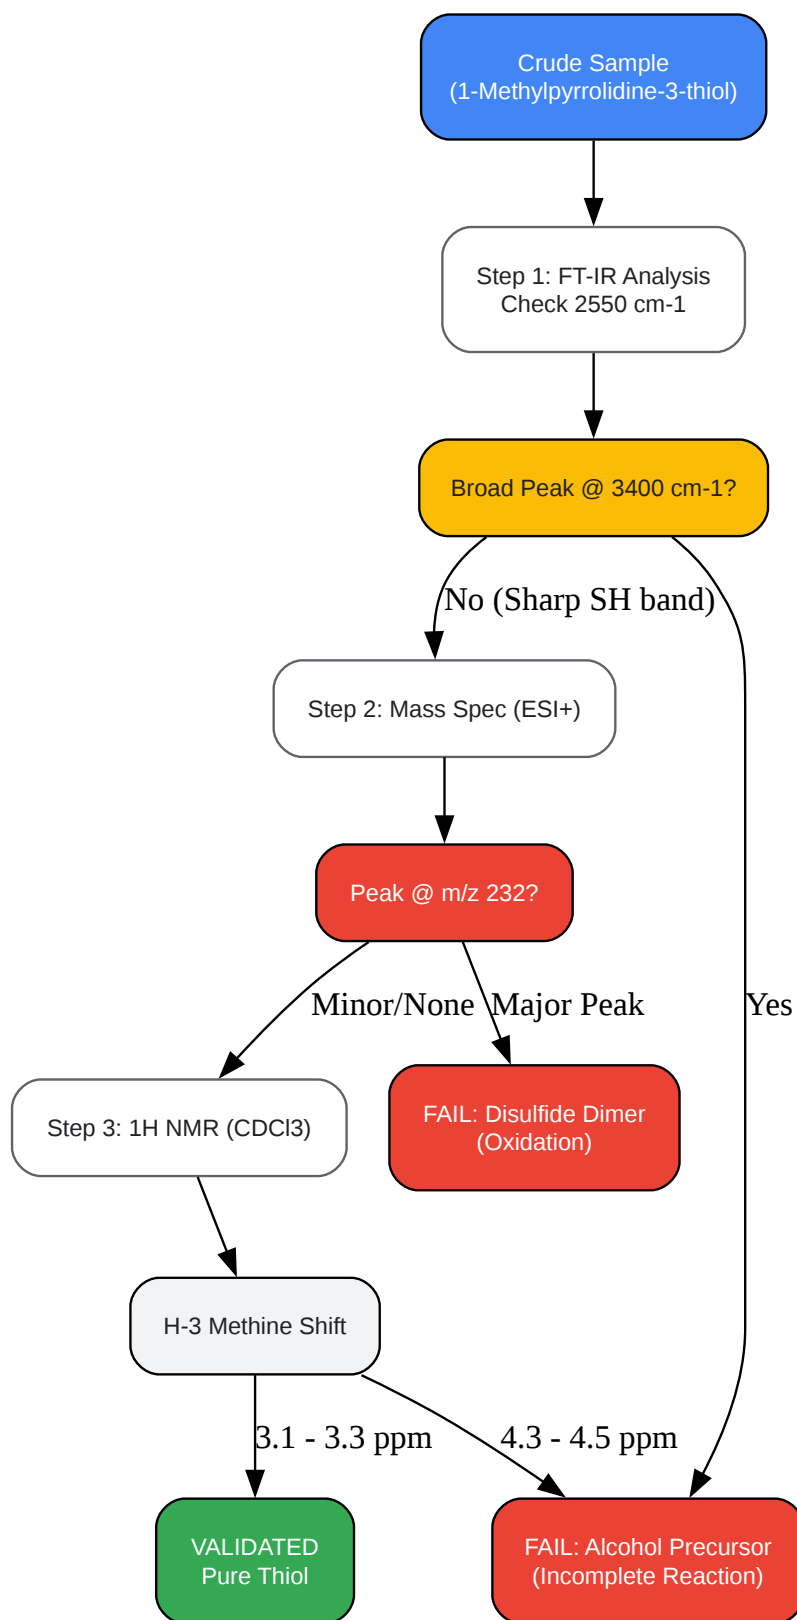 Crude Sample
(1-Methylpyrrolidine-3-thiol)
Step 1: FT-IR Analysis
Check 2550 cm-1
Broad Peak @ 3400 cm-1?
No (Sharp SH band)
Step 2: Mass Spec (ESI+)
Peak @ m/z 232?
Minor/None
Major Peak
Yes
Step 3: 1H NMR (CDCl3)
FAIL: Disulfide Dimer
(Oxidation)
H-3 Methine Shift
3.1 - 3.3 ppm
4.3 - 4.5 ppm
VALIDATED
Pure Thiol
FAIL: Alcohol Precursor
(Incomplete Reaction)